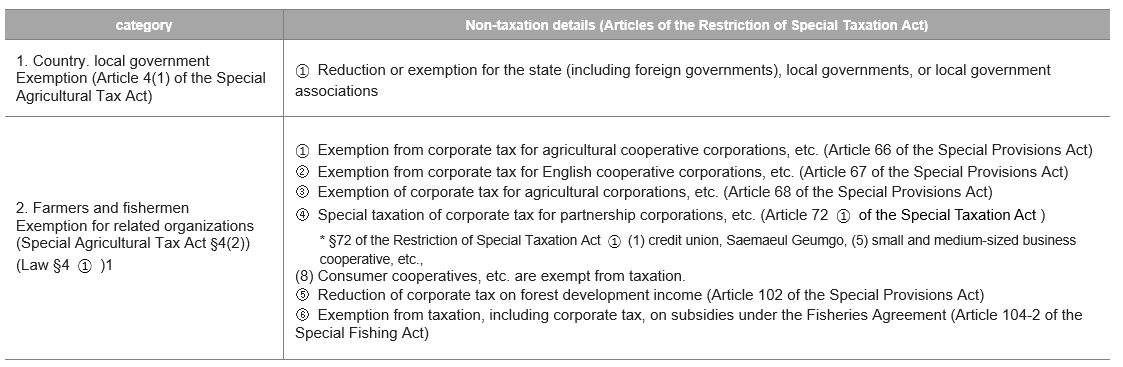 category
Non-taxation details (Articles of the Restriction of Special Taxation Act)
1. Country. local government
Exemption (Article 4(1) of the Special
Agricultural Tax Act)
① Reduction or exemption for the state (including foreign governments), local governments, or local government
associations
2. Farmers and fishermen
Exemption for related organizations
(Special Agricultural Tax Act §4(2))
(Law §4 ① )1
① Exemption from corporate tax for agricultural cooperative corporations, etc. (Article 66 of the Special Provisions Act)
② Exemption from corporate tax for English cooperative corporations, etc. (Article 67 of the Special Provisions Act)
③ Exemption of corporate tax for agricultural corporations, etc. (Article 68 of the Special Provisions Act)
④ Special taxation of corporate tax for partnership corporations, etc. (Article 72 ① of the Special Taxation Act )
* §72 of the Restriction of Special Taxation Act ① (1) credit union, Saemaeul Geumgo, (5) small and medium-sized business
cooperative, etc.,
(8) Consumer cooperatives, etc. are exempt from taxation.
⑤ Reduction of corporate tax on forest development income (Article 102 of the Special Provisions Act)
⑥ Exemption from taxation, including corporate tax, on subsidies under the Fisheries Agreement (Article 104-2 of the
Special Fishing Act)